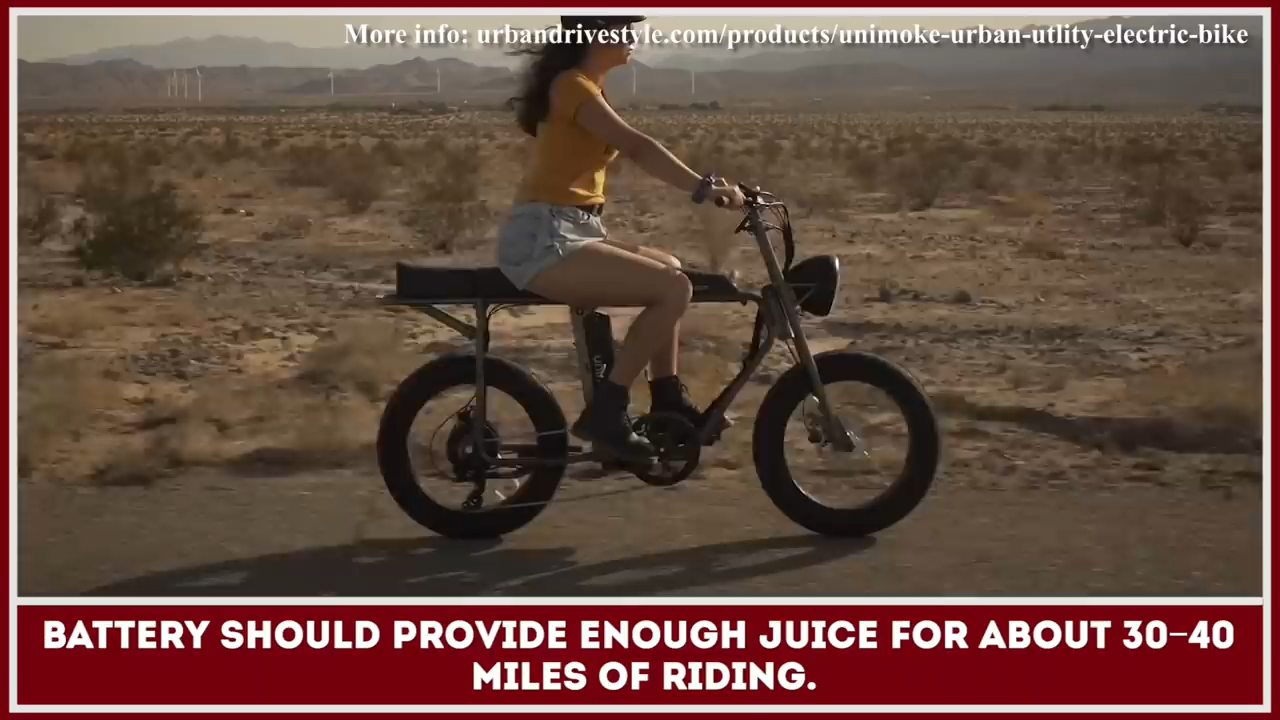 More info: urbandrivestyle.com/products/unimoke-urban-utlity-electric-bike
BATTERY SHOULD PROVIDE ENOUGH JUICE FOR ABOUT 30–40
MILES OF RIDING.